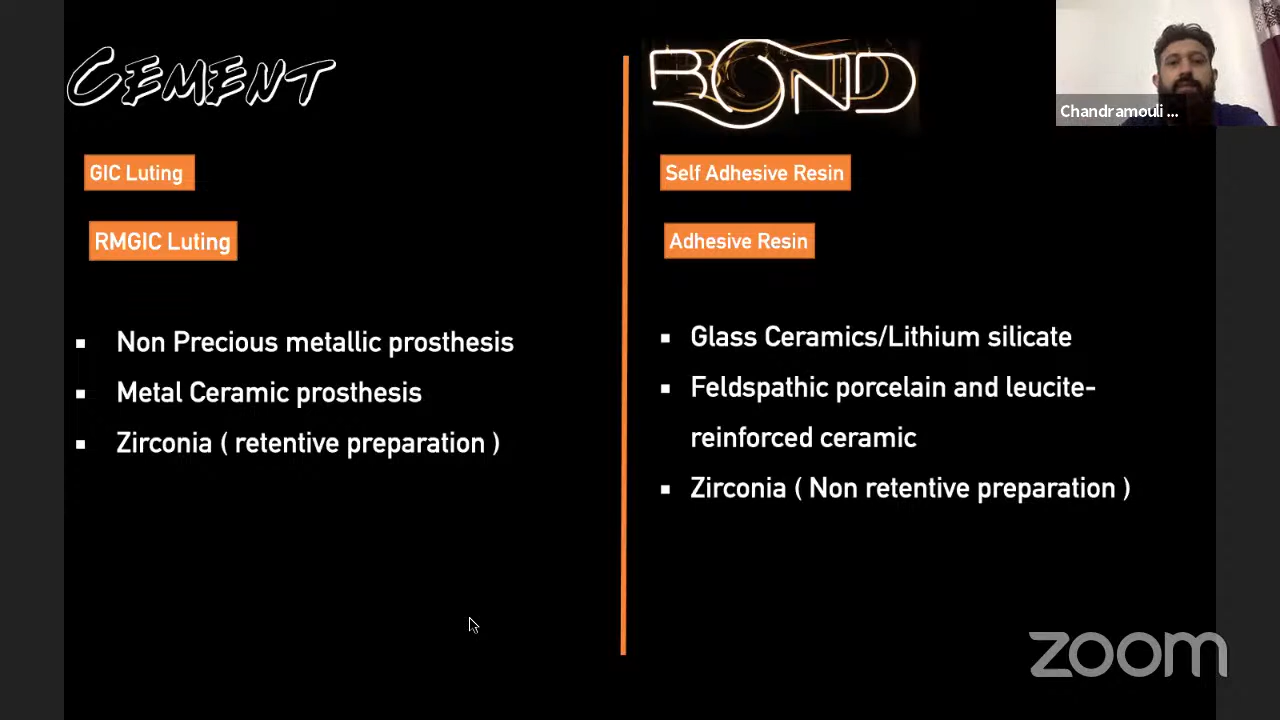 CEMENT
GIC Luting
RMGIC Luting
▪ Non Precious metallic prosthesis
▪ Metal Ceramic prosthesis
▪ Zirconia ( retentive preparation )
BOND
Self Adhesive Resin
Adhesive Resin
▪ Glass Ceramics/Lithium silicate
▪ Feldspathic porcelain and leucite-
reinforced ceramic
▪ Zirconia ( Non retentive preparation )
Chandramouli ...
zoom